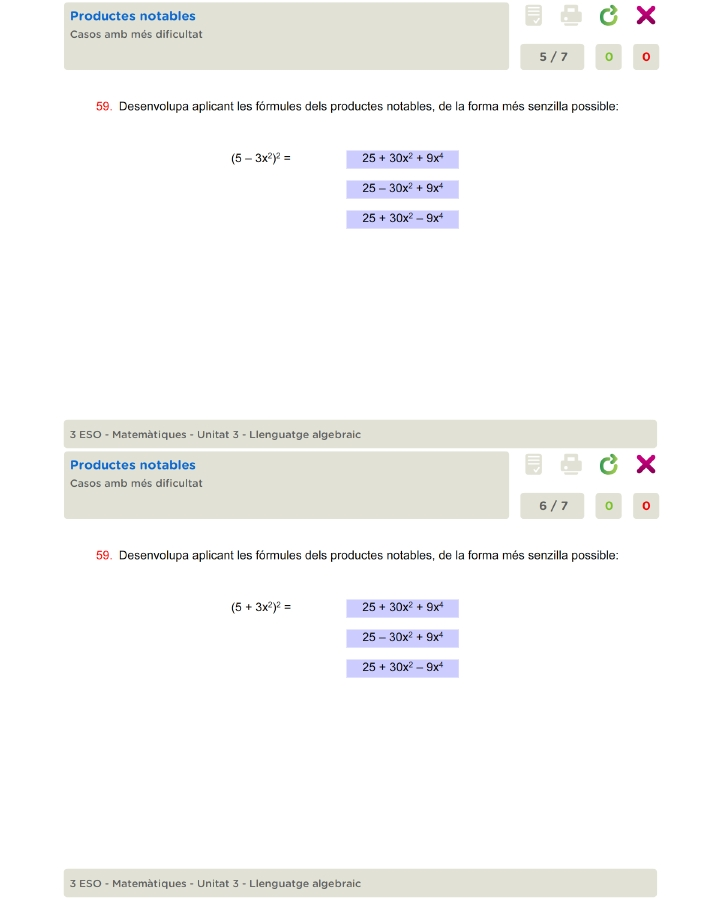 Productes notables
Casos amb més dificultat
5 / 7
0
0
59. Desenvolupa aplicant les fórmules dels productes notables, de la forma més senzilla possible:
(5 – 3x²)² =
25 + 30x² + 9x⁴
25 – 30x² + 9x⁴
25 + 30x² – 9x⁴
3 ESO - Matemàtiques - Unitat 3 - Llenguatge algebraic
Productes notables
Casos amb més dificultat
6 / 7
0
0
59. Desenvolupa aplicant les fórmules dels productes notables, de la forma més senzilla possible:
(5 + 3x²)² =
25 + 30x² + 9x⁴
25 – 30x² + 9x⁴
25 + 30x² – 9x⁴
3 ESO - Matemàtiques - Unitat 3 - Llenguatge algebraic